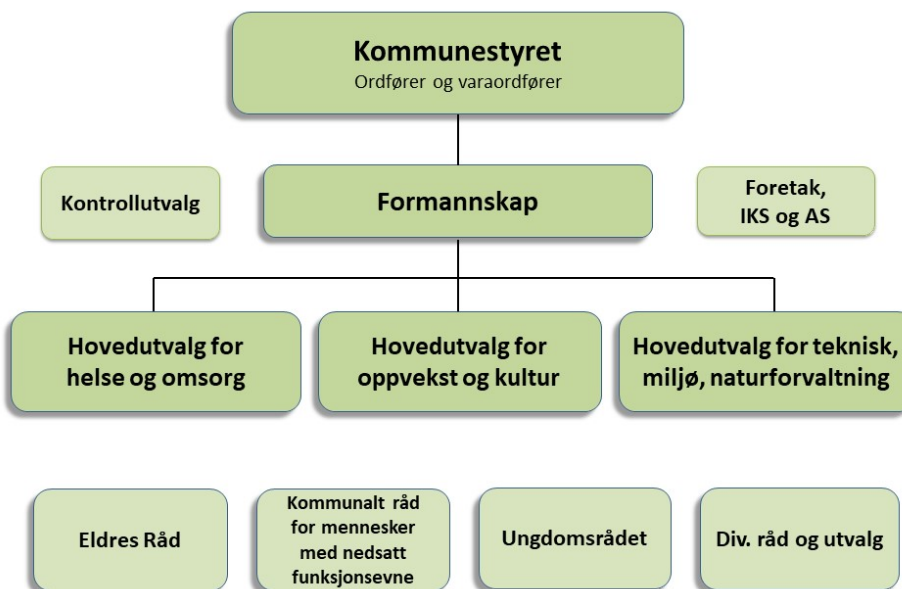 Kommunestyret
Ordfører og varaordfører
Kontrollutvalg
Formannskap
Foretak,
IKS og AS
Hovedutvalg for
helse og omsorg
Hovedutvalg for
oppvekst og kultur
Hovedutvalg for teknisk,
miljø, naturforvaltning
Eldres Råd
Kommunalt råd
for mennesker
med nedsatt
funksjonsevne
Ungdomsrådet
Div. råd og utvalg